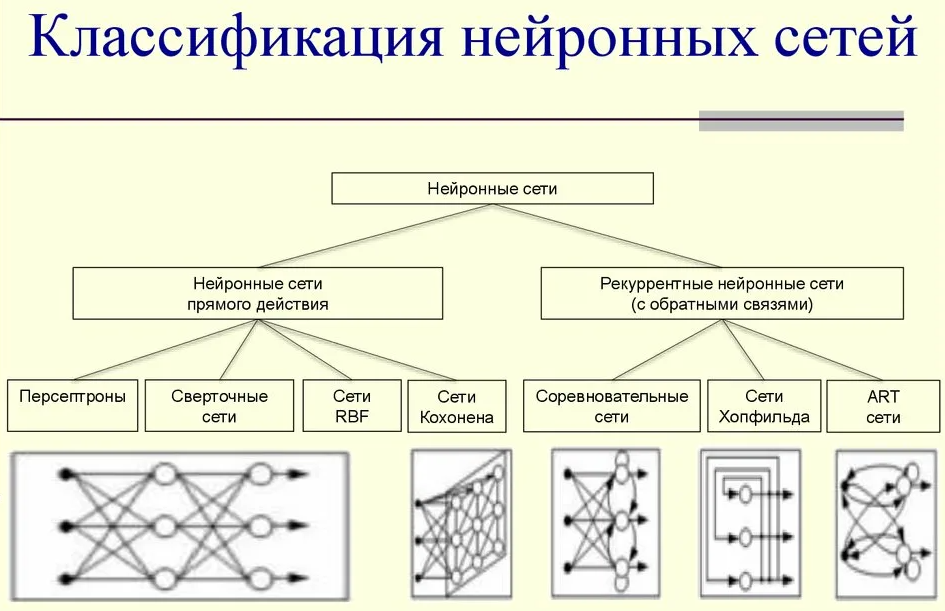 Классификация нейронных сетей
Нейронные сети
Нейронные сети
прямого действия
Рекуррентные нейронные сети
(с обратными связями)
Персептроны
Сверточные
сети
Сети
RBF
Сети
Кохонена
Соревновательные
сети
Сети
Хопфильда
ART
сети